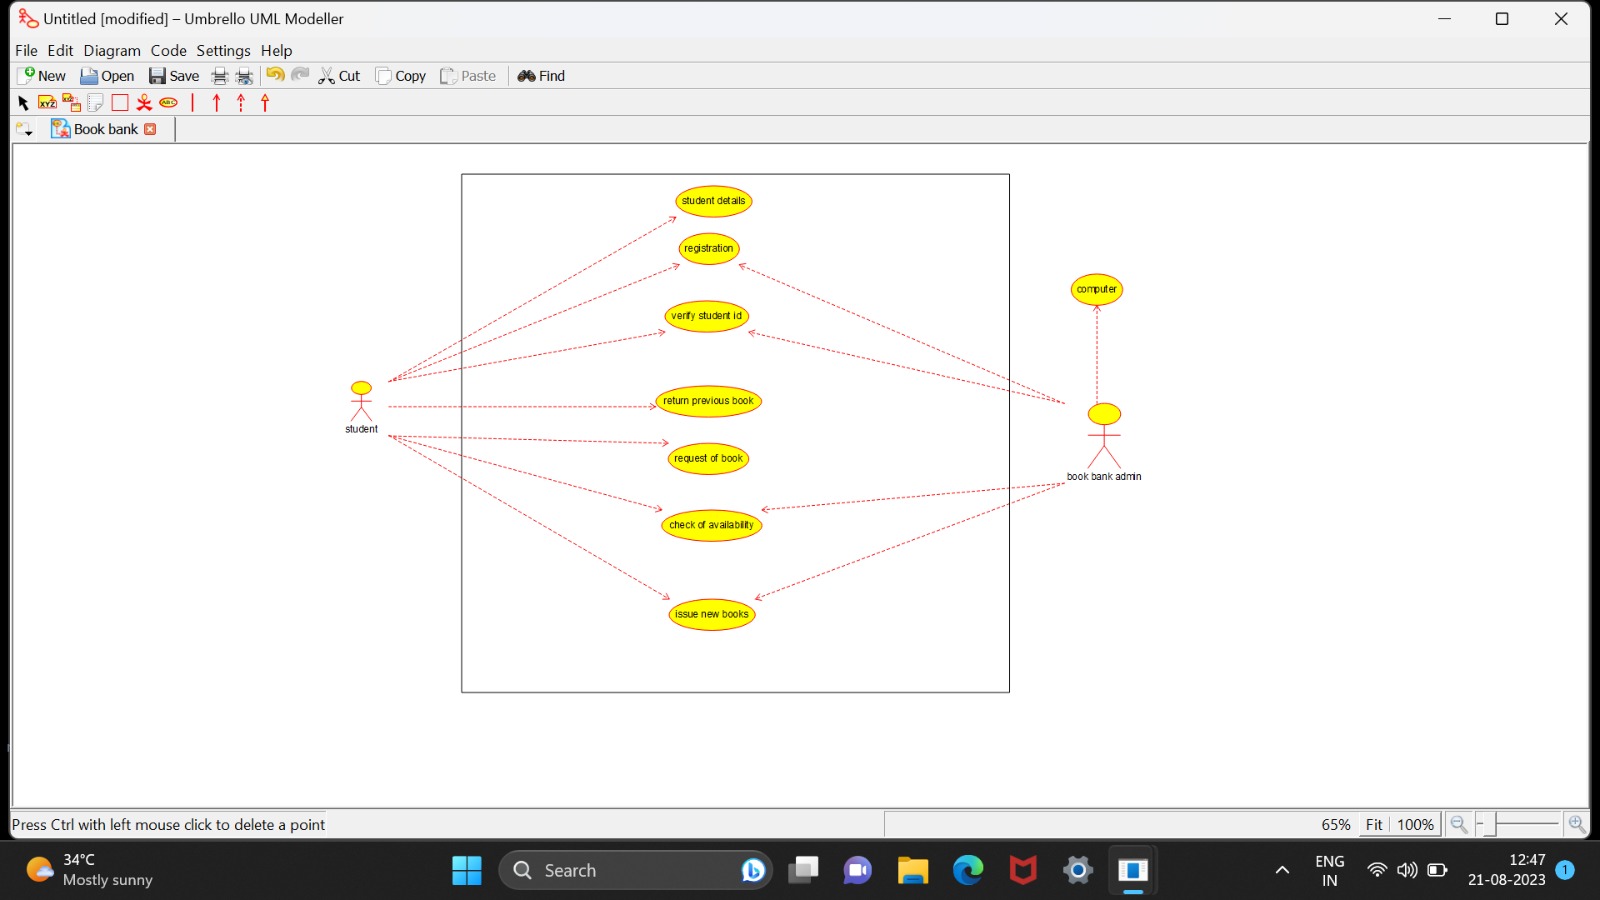 Untitled [modified] – Umbrello UML Modeller
File Edit Diagram Code Settings Help
New Open Save Cut Copy Paste Find
XYZ ABC
Book bank
student details
registration
computer
verify student id
return previous book
student
request of book
book bank admin
check of availability
issue new books
Press Ctrl with left mouse click to delete a point
65% Fit 100%
34°C
Mostly sunny
Search
ENG
IN
12:47
21-08-2023
1